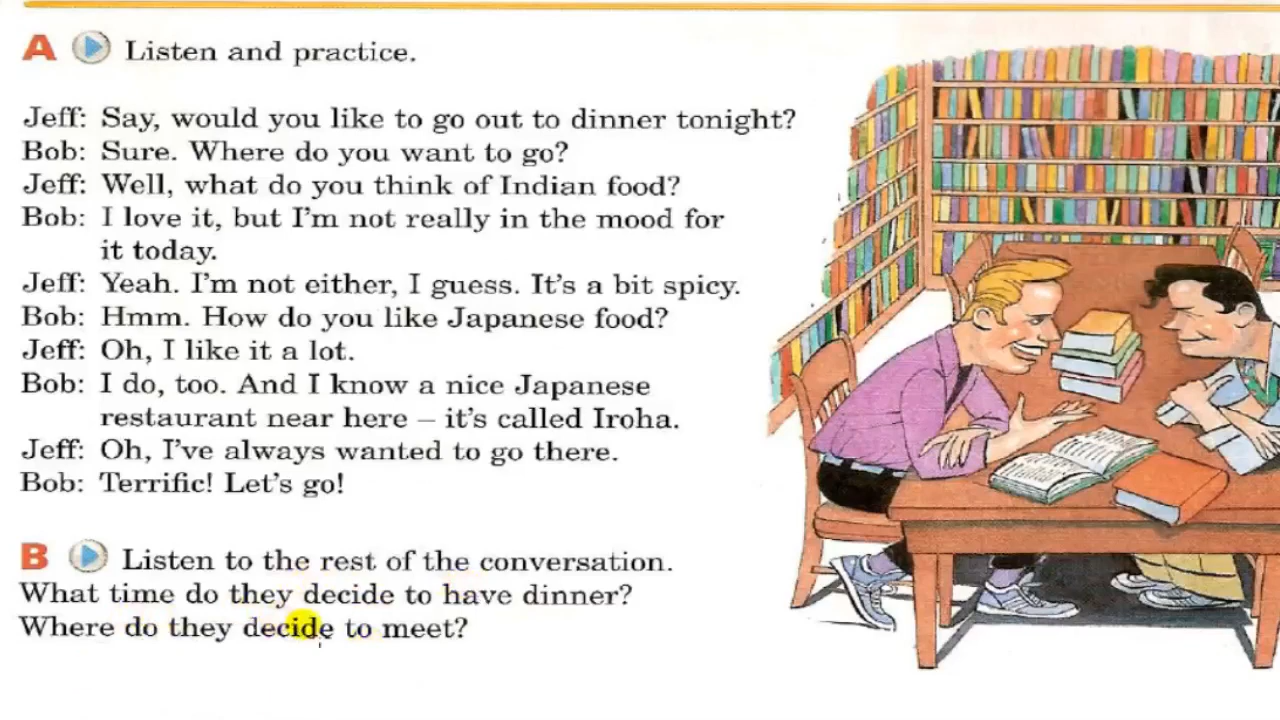 A Listen and practice.
Jeff: Say, would you like to go out to dinner tonight?
Bob: Sure. Where do you want to go?
Jeff: Well, what do you think of Indian food?
Bob: I love it, but I'm not really in the mood for
it today.
Jeff: Yeah. I'm not either, I guess. It's a bit spicy.
Bob: Hmm. How do you like Japanese food?
Jeff: Oh, I like it a lot.
Bob: I do, too. And I know a nice Japanese
restaurant near here – it's called Iroha.
Jeff: Oh, I've always wanted to go there.
Bob: Terrific! Let's go!
B Listen to the rest of the conversation.
What time do they decide to have dinner?
Where do they decide to meet?